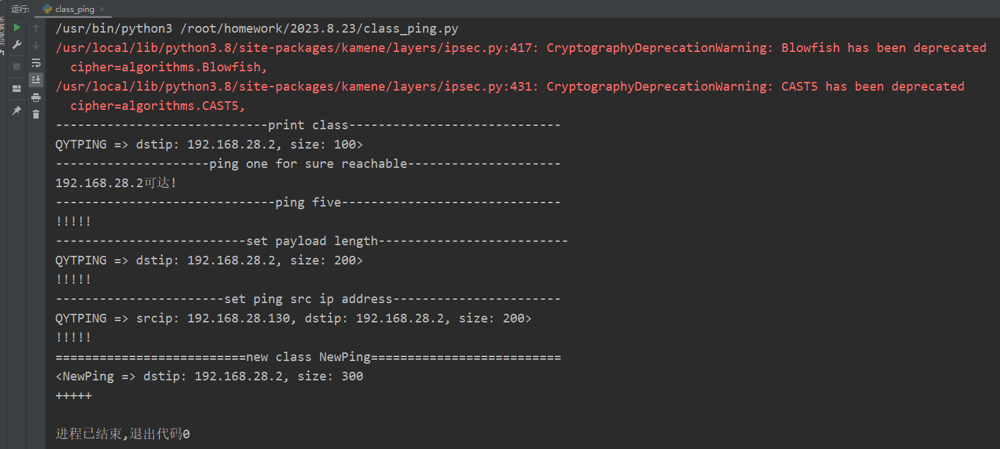 运行: class_ping
/usr/bin/python3 /root/homework/2023.8.23/class_ping.py
/usr/local/lib/python3.8/site-packages/kamene/layers/ipsec.py:417: CryptographyDeprecationWarning: Blowfish has been deprecated
  cipher=algorithms.Blowfish,
/usr/local/lib/python3.8/site-packages/kamene/layers/ipsec.py:431: CryptographyDeprecationWarning: CAST5 has been deprecated
  cipher=algorithms.CAST5,
-----------------------------print class-----------------------------
QYTPING => dstip: 192.168.28.2, size: 100>
---------------------ping one for sure reachable---------------------
192.168.28.2可达!
------------------------------ping five------------------------------
!!!!!
--------------------------set payload length--------------------------
QYTPING => dstip: 192.168.28.2, size: 200>
!!!!!
-----------------------set ping src ip address-----------------------
QYTPING => srcip: 192.168.28.130, dstip: 192.168.28.2, size: 200>
!!!!!
==========================new class NewPing==========================
<NewPing => dstip: 192.168.28.2, size: 300
+++++
进程已结束,退出代码0